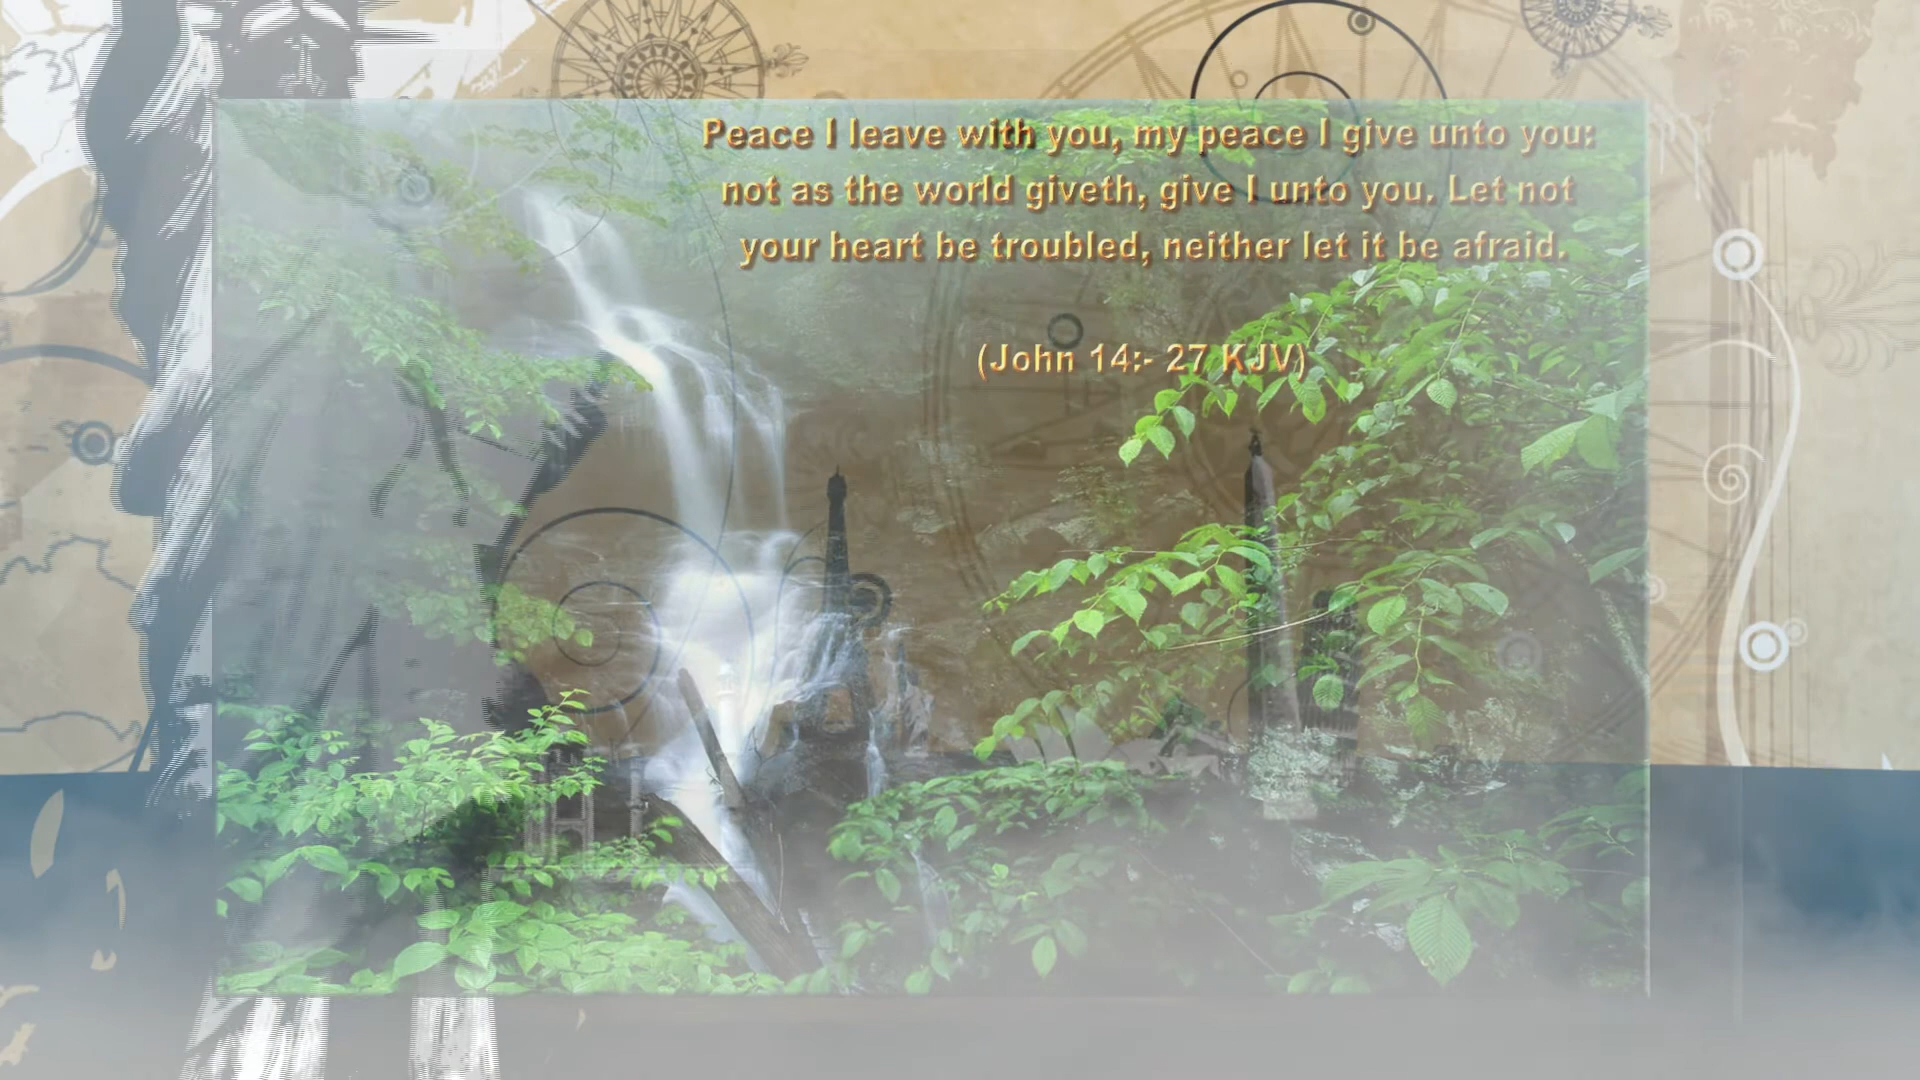 Peace I leave with you, my peace I give unto you:
not as the world giveth, give I unto you. Let not
your heart be troubled, neither let it be afraid.
(John 14:- 27 KJV)